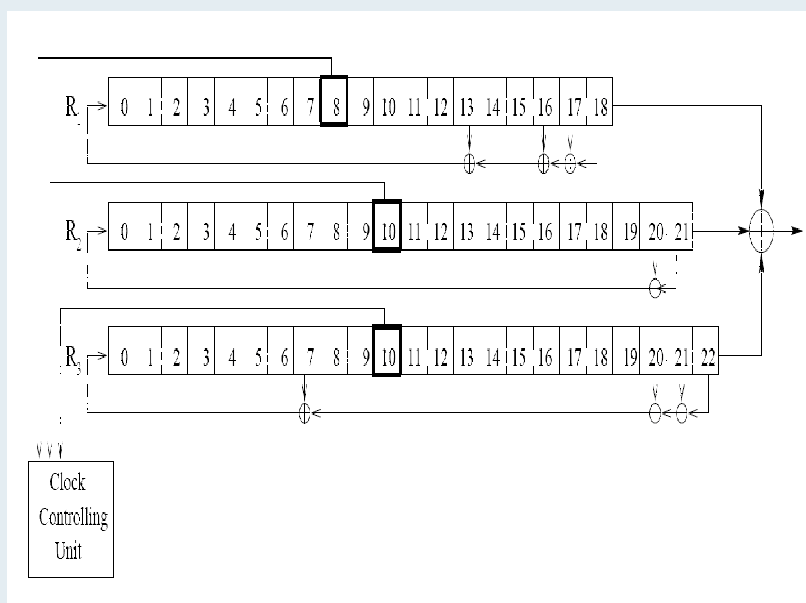 R1 0 1 2 3 4 5 6 7 8 9 10 11 12 13 14 15 16 17 18
R2 0 1 2 3 4 5 6 7 8 9 10 11 12 13 14 15 16 17 18 19 20 21
R3 0 1 2 3 4 5 6 7 8 9 10 11 12 13 14 15 16 17 18 19 20 21 22
Clock
Controlling
Unit